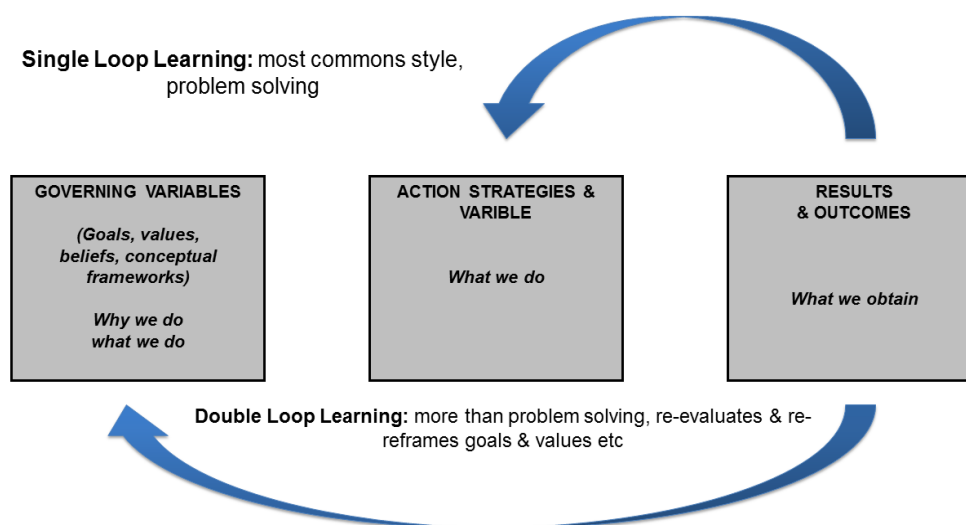 Single Loop Learning: most commons style,
problem solving
GOVERNING VARIABLES
(Goals, values,
beliefs, conceptual
frameworks)
Why we do
what we do
ACTION STRATEGIES &
VARIBLE
What we do
RESULTS
& OUTCOMES
What we obtain
Double Loop Learning: more than problem solving, re-evaluates & re-
reframes goals & values etc